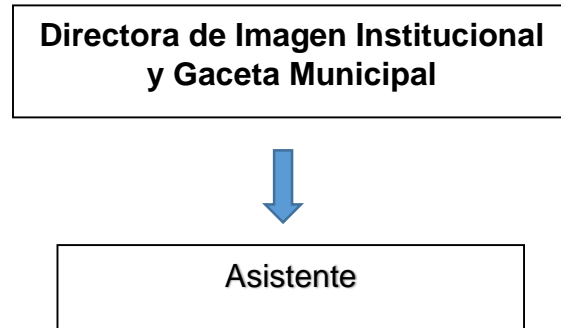 Directora de Imagen Institucional
y Gaceta Municipal
Asistente